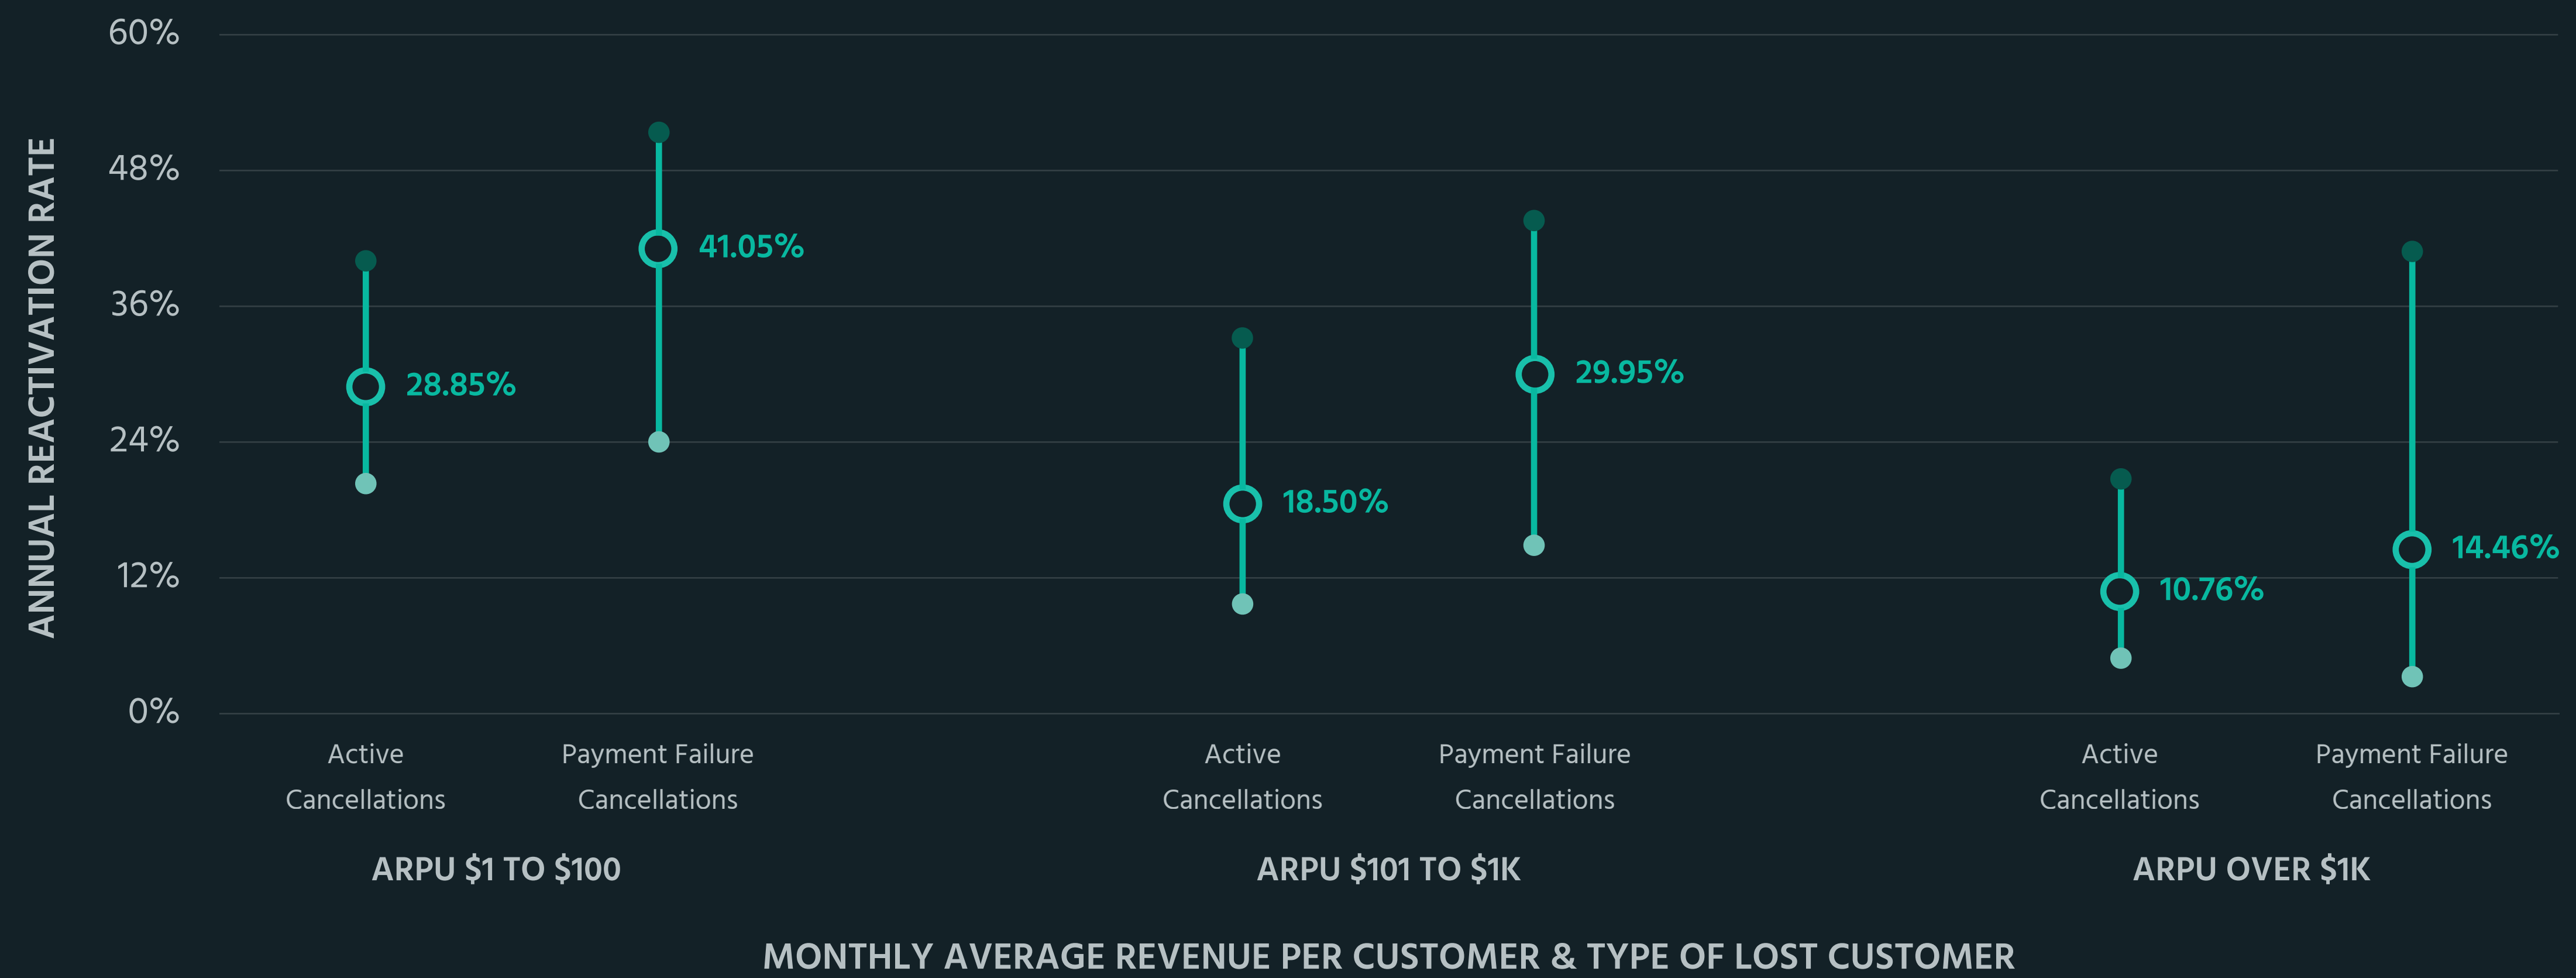 ANNUAL REACTIVATION RATE
60%
48%
36%
24%
12%
0%
28.85%
41.05%
18.50%
29.95%
10.76%
14.46%
Active
Cancellations
Payment Failure
Cancellations
ARPU $1 TO $100
Active
Cancellations
Payment Failure
Cancellations
ARPU $101 TO $1K
Active
Cancellations
Payment Failure
Cancellations
ARPU OVER $1K
MONTHLY AVERAGE REVENUE PER CUSTOMER & TYPE OF LOST CUSTOMER